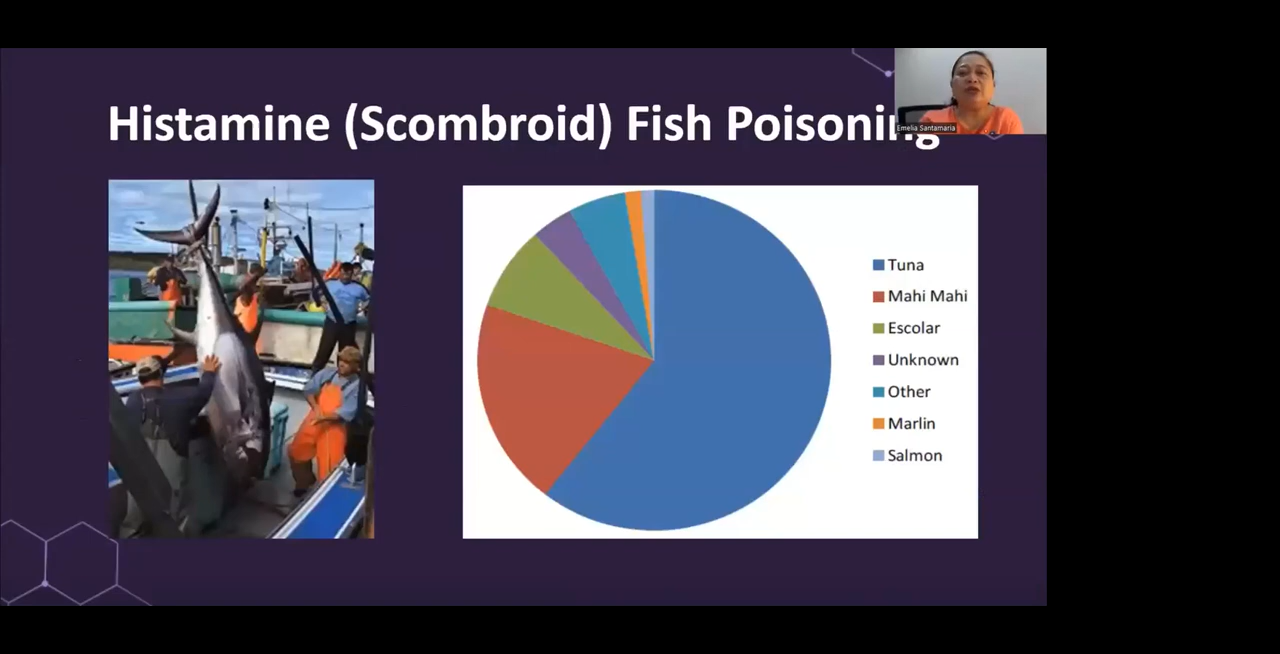 Histamine (Scombroid) Fish Poisoning
Emelia Santamaria
Tuna
Mahi Mahi
Escolar
Unknown
Other
Marlin
Salmon